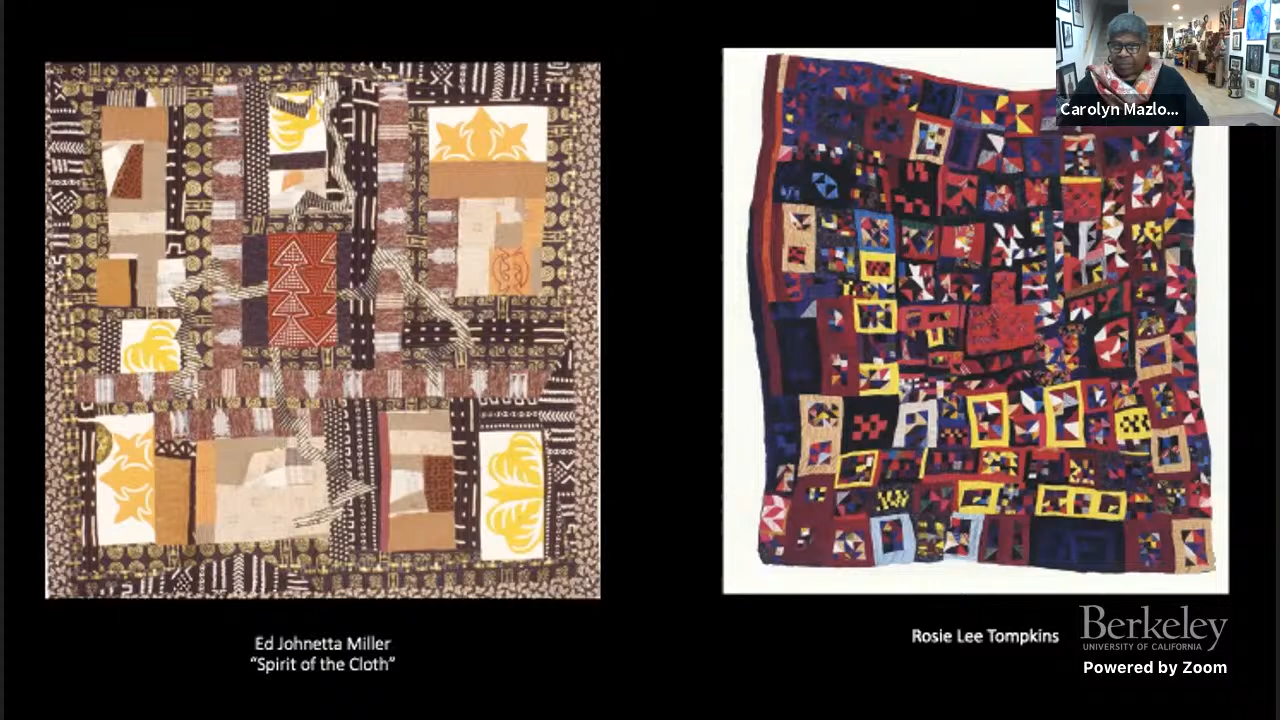 Carolyn Mazlo...
Ed Johnetta Miller
“Spirit of the Cloth”
Rosie Lee Tompkins
Berkeley
UNIVERSITY OF CALIFORNIA
Powered by Zoom